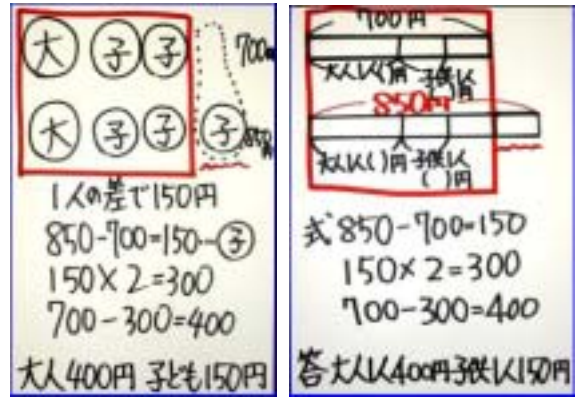 大 子 子 700円
大 子 子 子 850円
1人の差で150円
850-700=150…子
150×2=300
700-300=400
大人400円 子ども150円
700円
大人1人( )円 子供1人( )円
850円
大人1人( )円 子供1人( )円
式 850-700=150
150×2=300
700-300=400
答 大人1人400円 子供1人150円